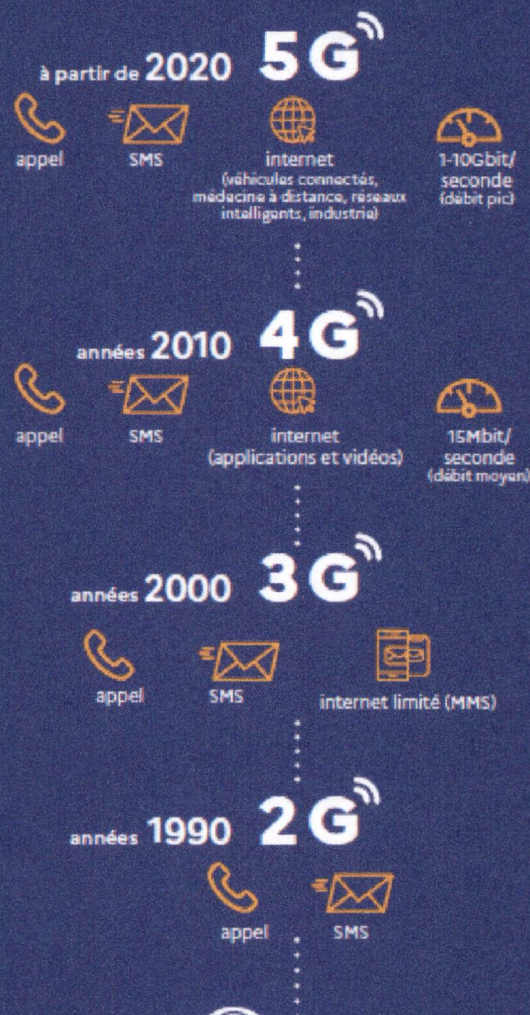 à partir de 2020 5G
appel
SMS
internet
(véhicules connectés,
médecine à distance, réseaux
intelligents, industrie)
1-10Gbit/
seconde
(débit pic)
années 2010 4G
appel
SMS
internet
(applications et vidéos)
15Mbit/
seconde
(débit moyen)
années 2000 3G
appel
SMS
internet limité (MMS)
années 1990 2G
appel
SMS